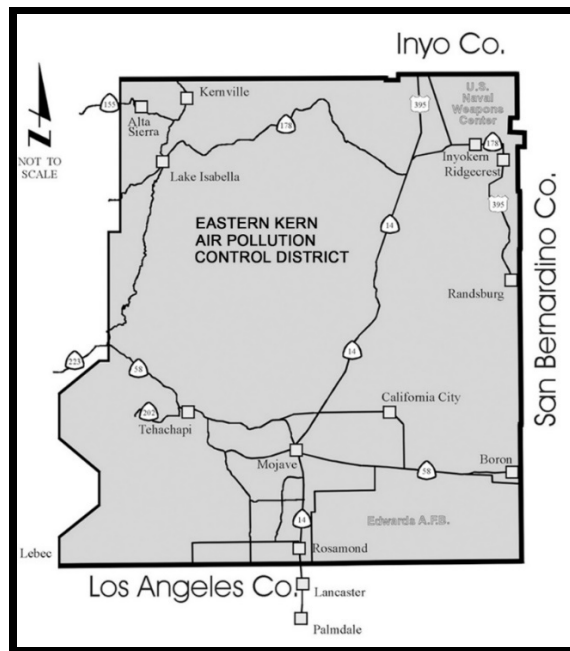 Inyo Co.
U.S.
Naval
Weapons
Center
395
Kernville
155
Alta
Sierra
178
178
Inyokern
Ridgecrest
N
NOT TO
SCALE
Lake Isabella
395
EASTERN KERN
AIR POLLUTION
CONTROL DISTRICT
14
San Bernardino Co.
Randsburg
14
223
58
California City
202
Tehachapi
Mojave
58
Boron
14
Edwards A.F.B.
Rosamond
Lebec
Los Angeles Co.
Lancaster
Palmdale